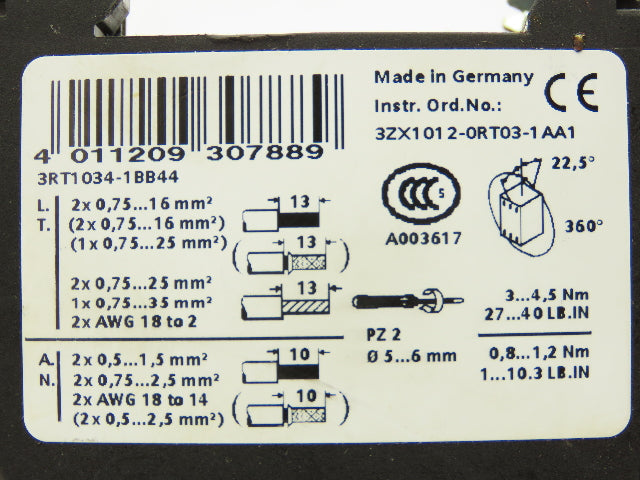 Made in Germany CE
Instr. Ord.No.:
3ZX1012-0RT03-1AA1
4 011209 307889
3RT1034-1BB44
CCC S
A003617
22,5°
360°
L. 2x 0,75...16 mm² 13
T. (2x 0,75...16 mm²)
(1x 0,75...25 mm²) ( 13 )
2x 0,75...25 mm² 13
1x 0,75...35 mm²
2x AWG 18 to 2
3...4,5 Nm
27...40 LB.IN
PZ 2
Ø 5...6 mm
A. 2x 0,5...1,5 mm² 10
N. 2x 0,75...2,5 mm²
2x AWG 18 to 14 ( 10 )
(2x 0,5...2,5 mm²)
0,8...1,2 Nm
1...10.3 LB.IN